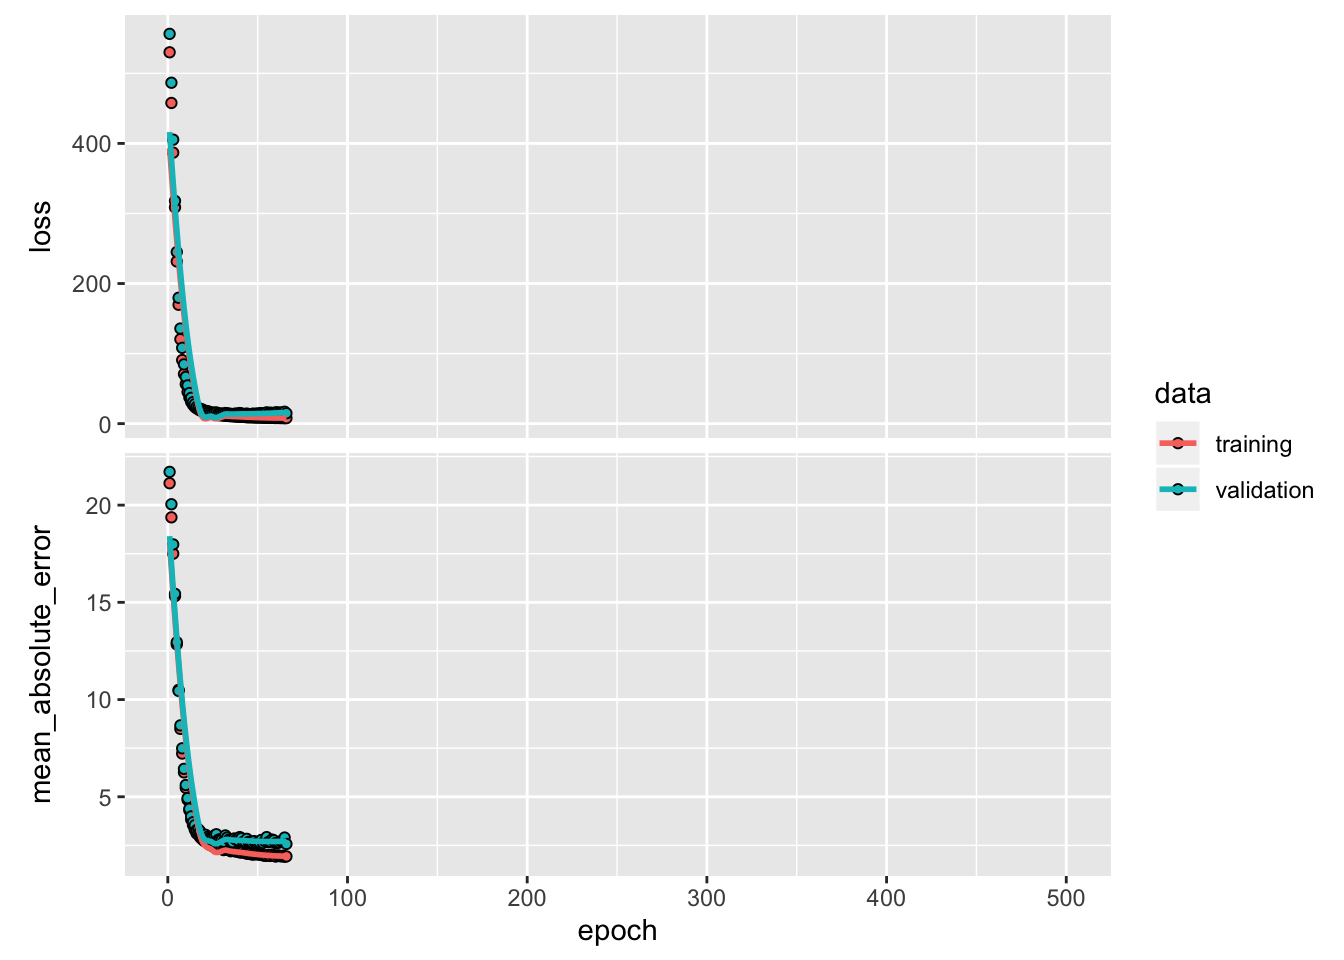 loss
400
200
0
mean_absolute_error
20
15
10
5
0 100 200 300 400 500
epoch
data
training
validation